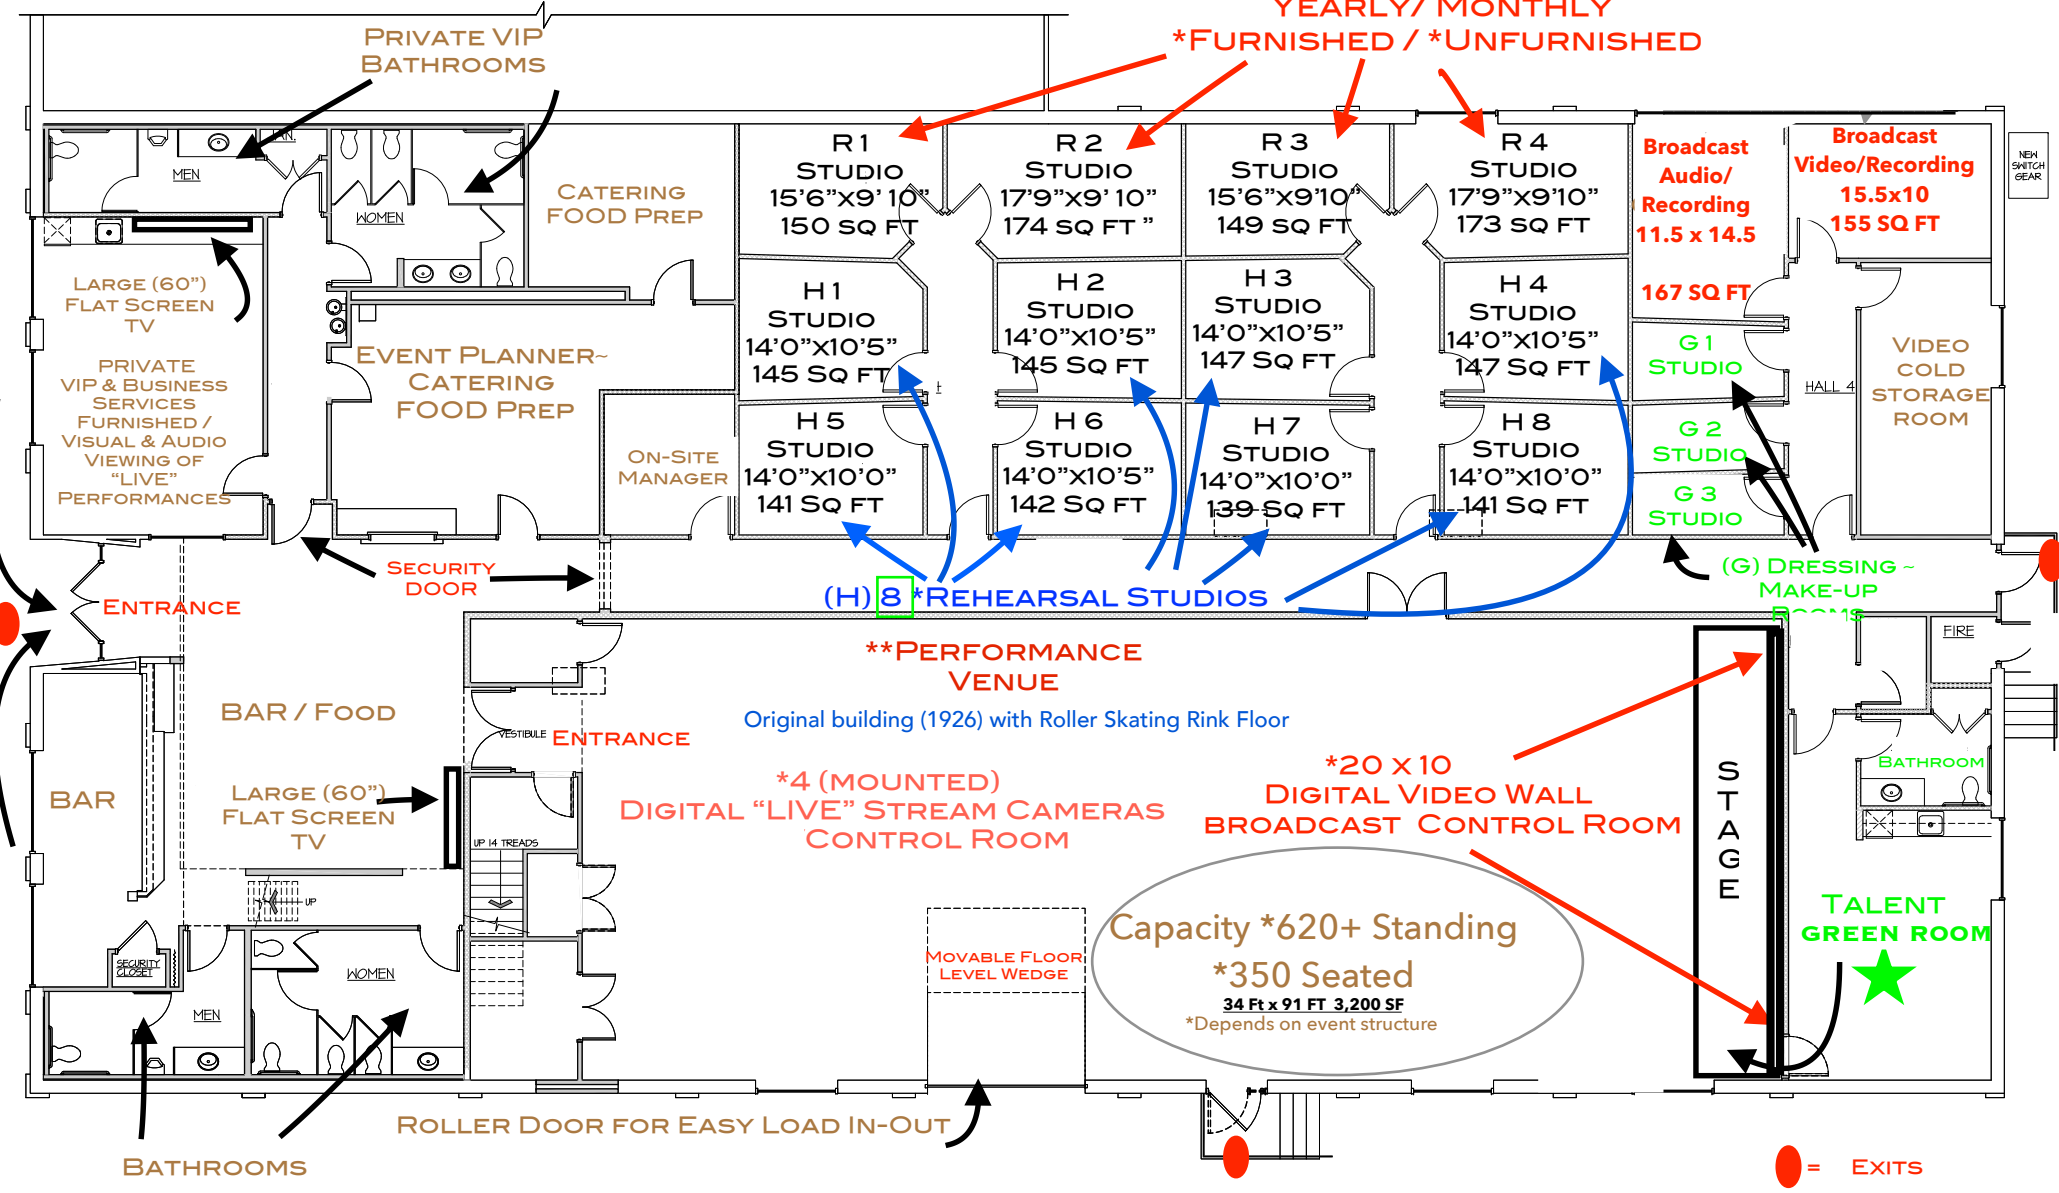 YEARLY/ MONTHLY
*FURNISHED / *UNFURNISHED
PRIVATE VIP
BATHROOMS
MEN
WOMEN
CATERING
FOOD PREP
R 1
STUDIO
15'6"x9' 10"
150 SQ FT
R 2
STUDIO
17'9"x9' 10"
174 SQ FT "
R 3
STUDIO
15'6"x9'10"
149 SQ FT
R 4
STUDIO
17'9"x9'10"
173 SQ FT
Broadcast
Audio/
Recording
11.5 x 14.5
167 SQ FT
Broadcast
Video/Recording
15.5x10
155 SQ FT
NEW
SWITCH
GEAR
LARGE (60")
FLAT SCREEN
TV
PRIVATE
VIP & BUSINESS
SERVICES
FURNISHED /
VISUAL & AUDIO
VIEWING OF
"LIVE"
PERFORMANCES
EVENT PLANNER~
CATERING
FOOD PREP
ON-SITE
MANAGER
H 1
STUDIO
14'0"x10'5"
145 SQ FT
H 2
STUDIO
14'0"x10'5"
145 SQ FT
H 3
STUDIO
14'0"x10'5"
147 SQ FT
H 4
STUDIO
14'0"x10'5"
147 SQ FT
H 5
STUDIO
14'0"x10'0"
141 SQ FT
H 6
STUDIO
14'0"x10'5"
142 SQ FT
H 7
STUDIO
14'0"x10'0"
139 SQ FT
H 8
STUDIO
14'0"x10'0"
141 SQ FT
G 1
STUDIO
G 2
STUDIO
G 3
STUDIO
HALL 4
VIDEO
COLD
STORAGE
ROOM
SECURITY
DOOR
ENTRANCE
(H) 8 *REHEARSAL STUDIOS
(G) DRESSING ~
MAKE-UP
ROOMS
FIRE
**PERFORMANCE
VENUE
Original building (1926) with Roller Skating Rink Floor
BAR / FOOD
VESTIBULE
ENTRANCE
BAR
LARGE (60")
FLAT SCREEN
TV
*4 (MOUNTED)
DIGITAL "LIVE" STREAM CAMERAS
CONTROL ROOM
*20 x 10
DIGITAL VIDEO WALL
BROADCAST CONTROL ROOM
STAGE
BATHROOM
UP 14 TREADS
UP
TALENT
GREEN ROOM
Capacity *620+ Standing
*350 Seated
34 Ft x 91 FT 3,200 SF
*Depends on event structure
MOVABLE FLOOR
LEVEL WEDGE
SECURITY
CLOSET
WOMEN
MEN
ROLLER DOOR FOR EASY LOAD IN-OUT
BATHROOMS
= EXITS